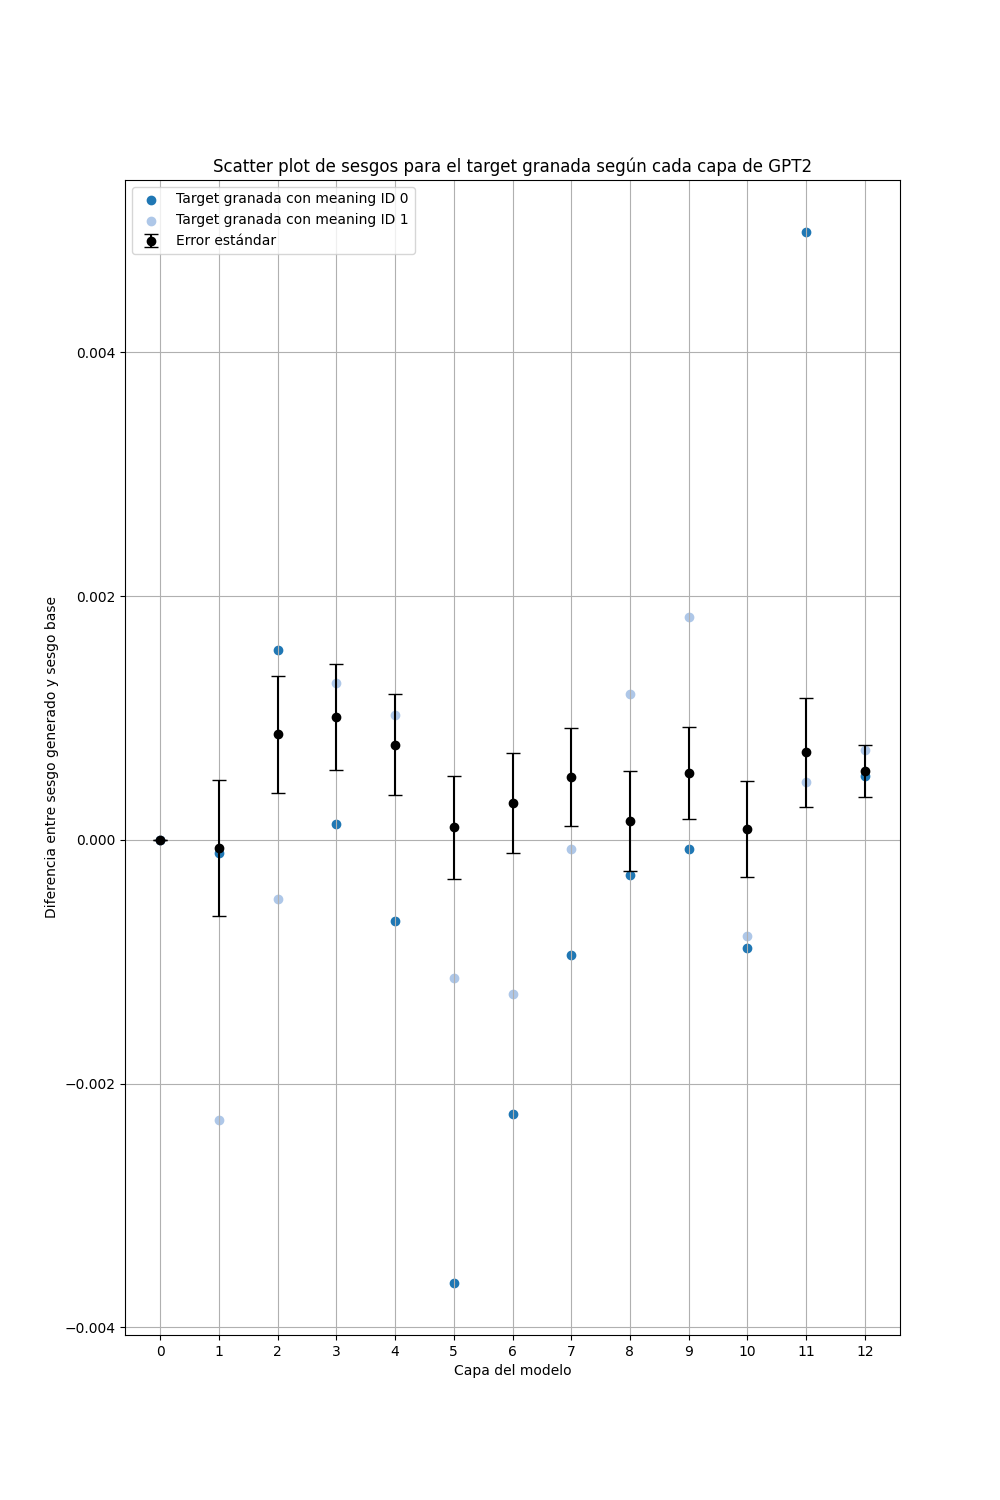 Scatter plot de sesgos para el target granada según cada capa de GPT2
Target granada con meaning ID 0
Target granada con meaning ID 1
Error estándar
0.004
0.002
0.000
−0.002
−0.004
Diferencia entre sesgo generado y sesgo base
0 1 2 3 4 5 6 7 8 9 10 11 12
Capa del modelo